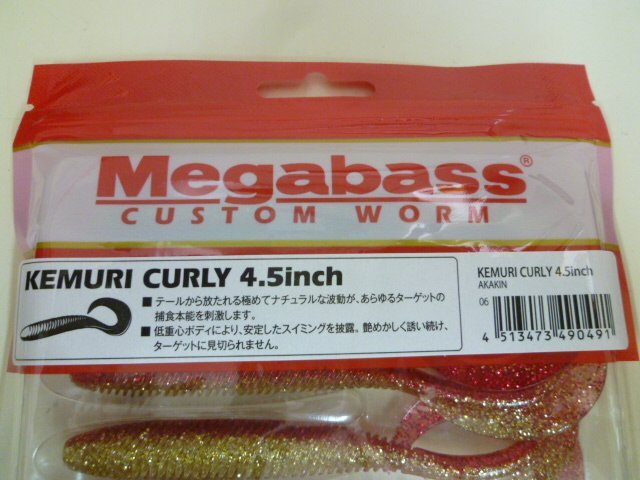 Megabass®
CUSTOM WORM
KEMURI CURLY 4.5inch
■ テールから放たれる極めてナチュラルな波動が、あらゆるターゲットの
捕食本能を刺激します。
■ 低重心ボディにより、安定したスイミングを披露。艶めかしく誘い続け、
ターゲットに見切られません。
KEMURI CURLY 4.5inch
AKAKIN
06
4 513473 490491